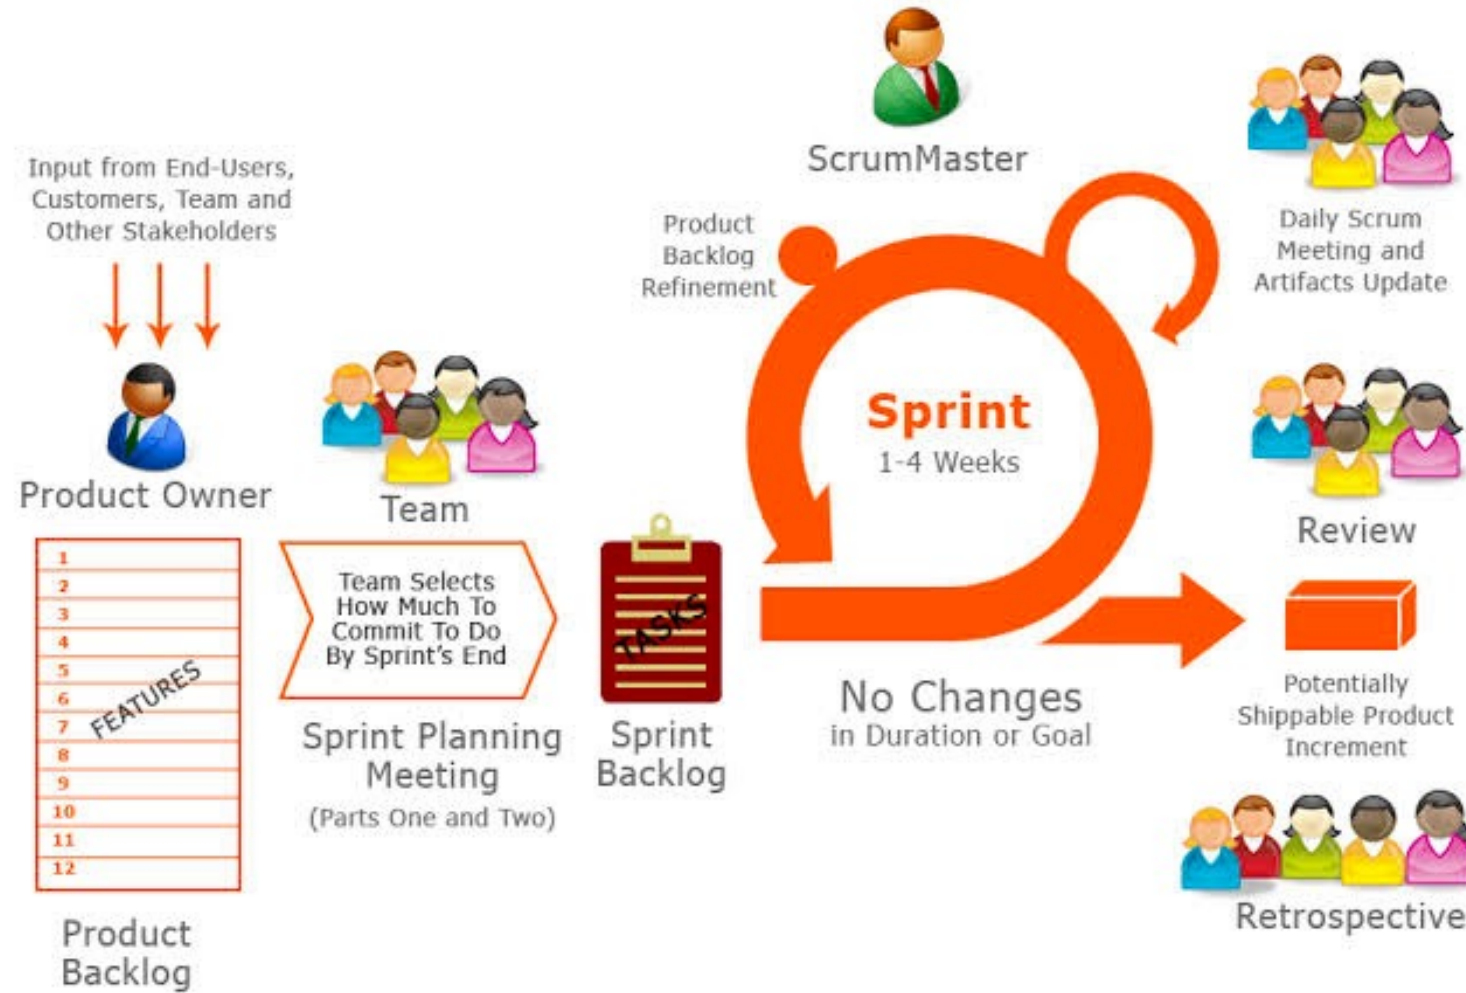 Input from End-Users,
Customers, Team and
Other Stakeholders
Product Owner
1
2
3
4
5
6
7
8
9
10
11
12
FEATURES
Product
Backlog
Team
Team Selects
How Much To
Commit To Do
By Sprint's End
Sprint Planning
Meeting
(Parts One and Two)
TASKS
Sprint
Backlog
ScrumMaster
Product
Backlog
Refinement
Sprint
1-4 Weeks
No Changes
in Duration or Goal
Daily Scrum
Meeting and
Artifacts Update
Review
Potentially
Shippable Product
Increment
Retrospective